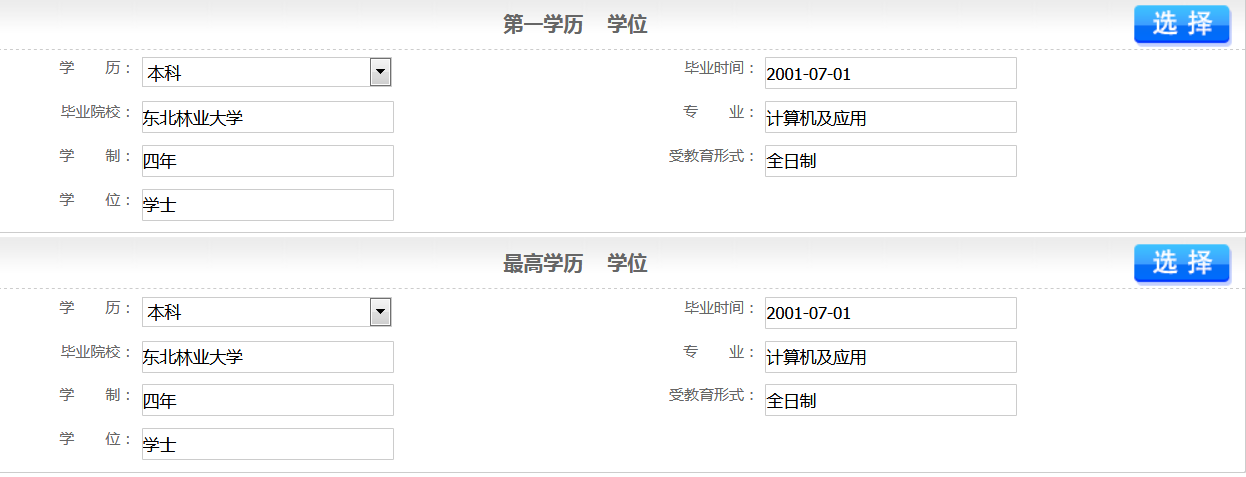 第一学历 学位 选择
学 历： 本科 毕业时间： 2001-07-01
毕业院校： 东北林业大学 专 业： 计算机及应用
学 制： 四年 受教育形式： 全日制
学 位： 学士
最高学历 学位 选择
学 历： 本科 毕业时间： 2001-07-01
毕业院校： 东北林业大学 专 业： 计算机及应用
学 制： 四年 受教育形式： 全日制
学 位： 学士